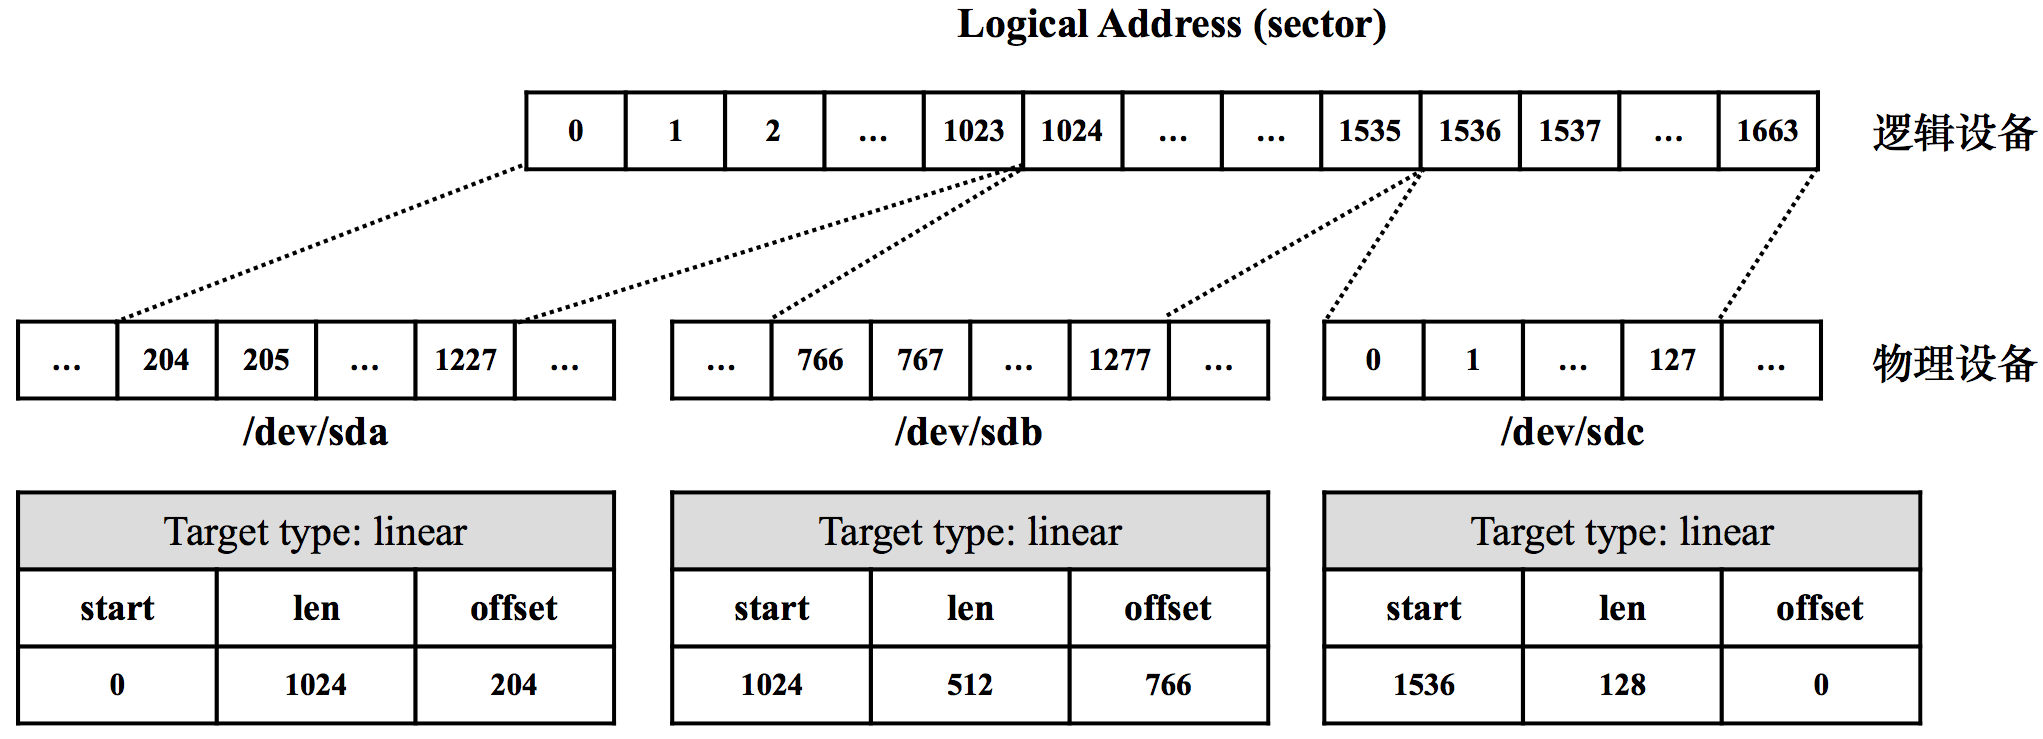 Logical Address (sector)
0 1 2 ... 1023 1024 ... ... 1535 1536 1537 ... 1663 逻辑设备
... 204 205 ... 1227 ... ... 766 767 ... 1277 ... 0 1 ... 127 ... 物理设备
/dev/sda /dev/sdb /dev/sdc
Target type: linear Target type: linear Target type: linear
start len offset start len offset start len offset
0 1024 204 1024 512 766 1536 128 0